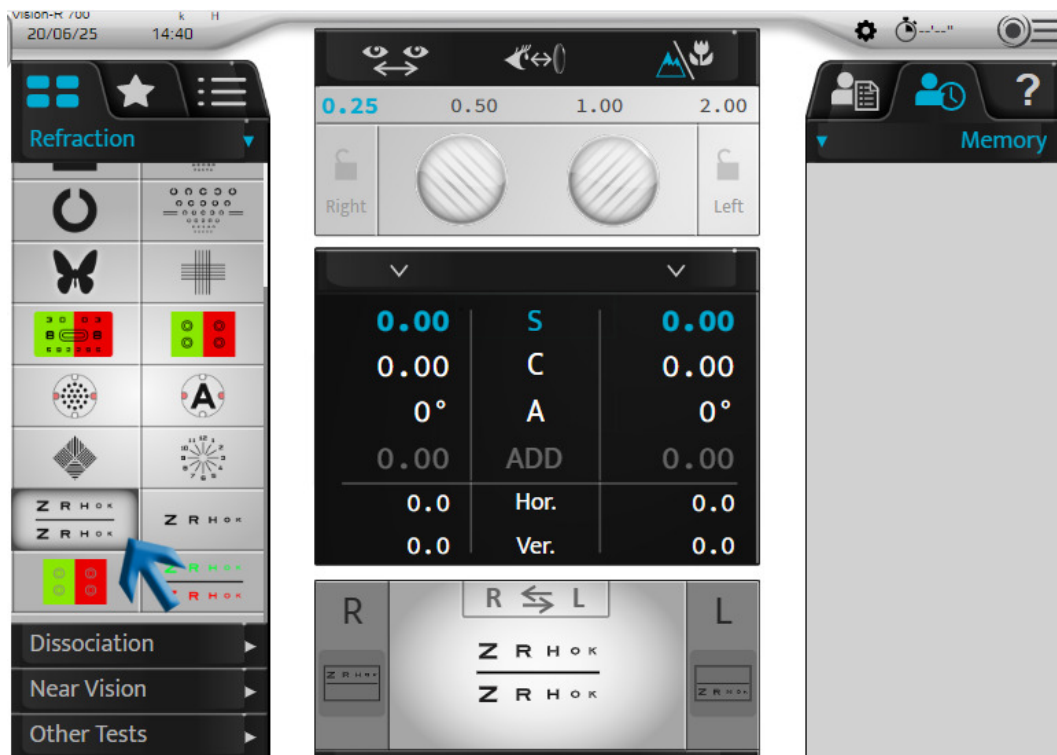 Vision-R 700 k H
20/06/25 14:40 --'--"
Refraction
0.25 0.50 1.00 2.00
Right Left
? Memory
0.00 S 0.00
0.00 C 0.00
0° A 0°
0.00 ADD 0.00
0.0 Hor. 0.0
0.0 Ver. 0.0
A
Z R H O K
Z R H O K
Z R H O K
Z R H O K
R H O K
Dissociation
Near Vision
Other Tests
R R L L
Z R H O K
Z R H O K